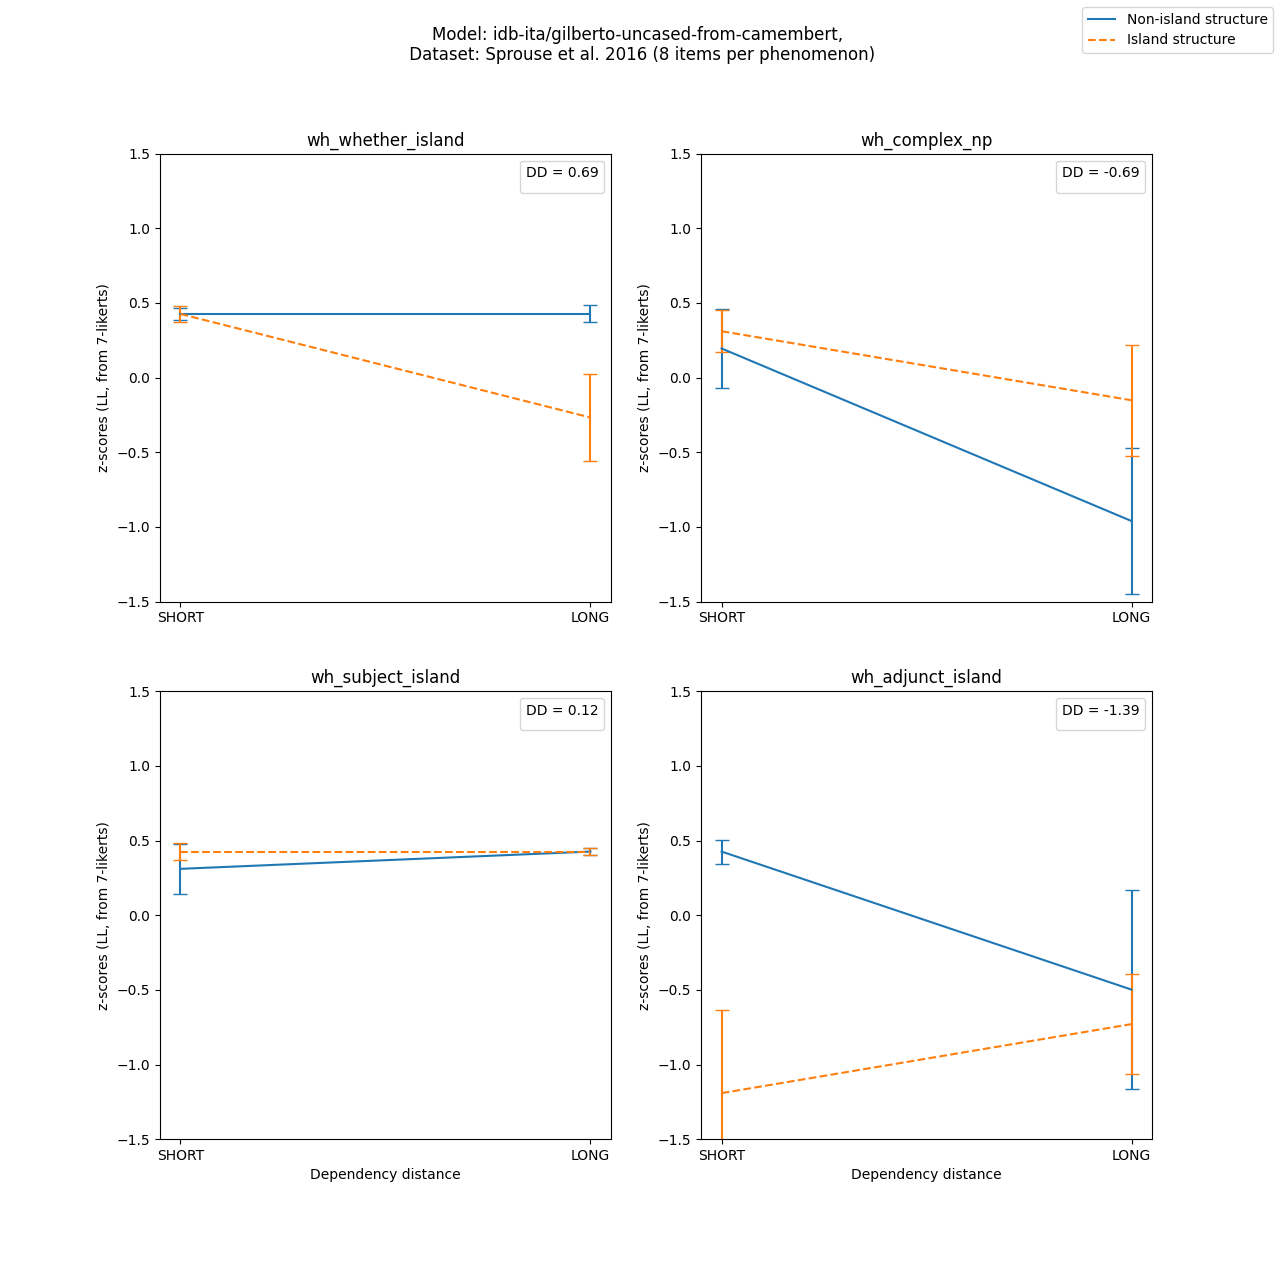 Model: idb-ita/gilberto-uncased-from-camembert,
Dataset: Sprouse et al. 2016 (8 items per phenomenon)
Non-island structure
Island structure
wh_whether_island
DD = 0.69
z-scores (LL, from 7-likerts)
1.5
1.0
0.5
0.0
−0.5
−1.0
−1.5
SHORT
LONG
wh_complex_np
DD = -0.69
z-scores (LL, from 7-likerts)
1.5
1.0
0.5
0.0
−0.5
−1.0
−1.5
SHORT
LONG
wh_subject_island
DD = 0.12
z-scores (LL, from 7-likerts)
1.5
1.0
0.5
0.0
−0.5
−1.0
−1.5
SHORT
LONG
Dependency distance
wh_adjunct_island
DD = -1.39
z-scores (LL, from 7-likerts)
1.5
1.0
0.5
0.0
−0.5
−1.0
−1.5
SHORT
LONG
Dependency distance